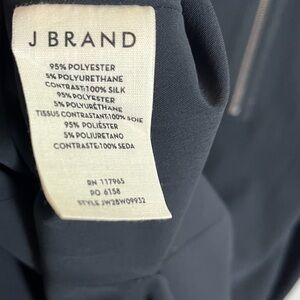 J BRAND
95% POLYESTER
5% POLYURETHANE
CONTRAST:100% SILK
95% POLYESTER
5% POLYURÉTHANE
TISSUS CONTRASTANT:100% SOIE
95% POLIÉSTER
5% POLIURETANO
CONTRASTE:100% SEDA
RN 117965
PO 6158
STYLE JW28W09932